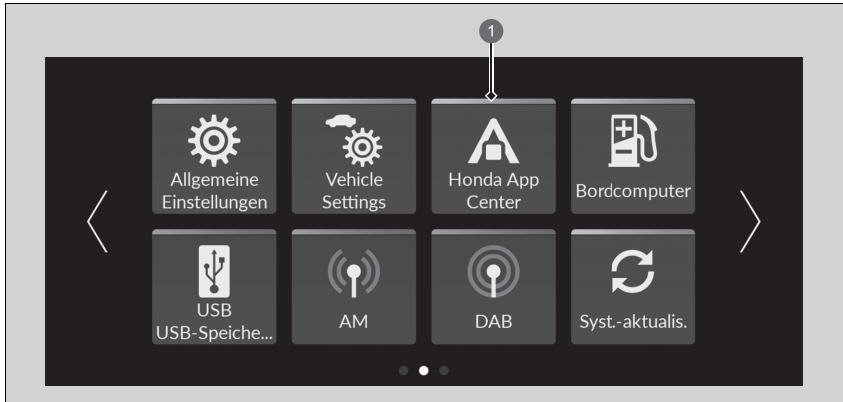 1
Allgemeine
Einstellungen
Vehicle
Settings
Honda App
Center
Bordcomputer
USB
USB-Speiche...
AM
DAB
Syst.-aktualis.